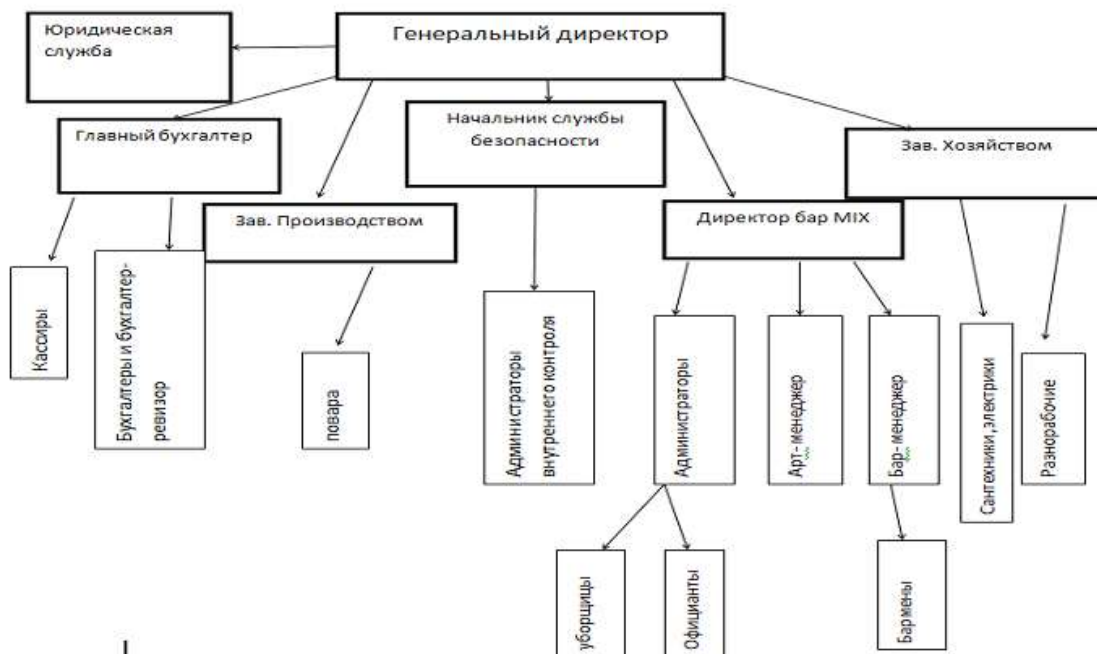 Юридическая
служба
Генеральный директор
Главный бухгалтер
Начальник службы
безопасности
Зав. Хозяйством
Зав. Производством
Директор бар MIX
Кассиры
Бухгалтеры и бухгалтер-
ревизор
повара
Администраторы
внутреннего контроля
Администраторы
Арт- менеджер
Бар- менеджер
Сантехники,электрики
Разнорабочие
уборщицы
Официанты
Бармены